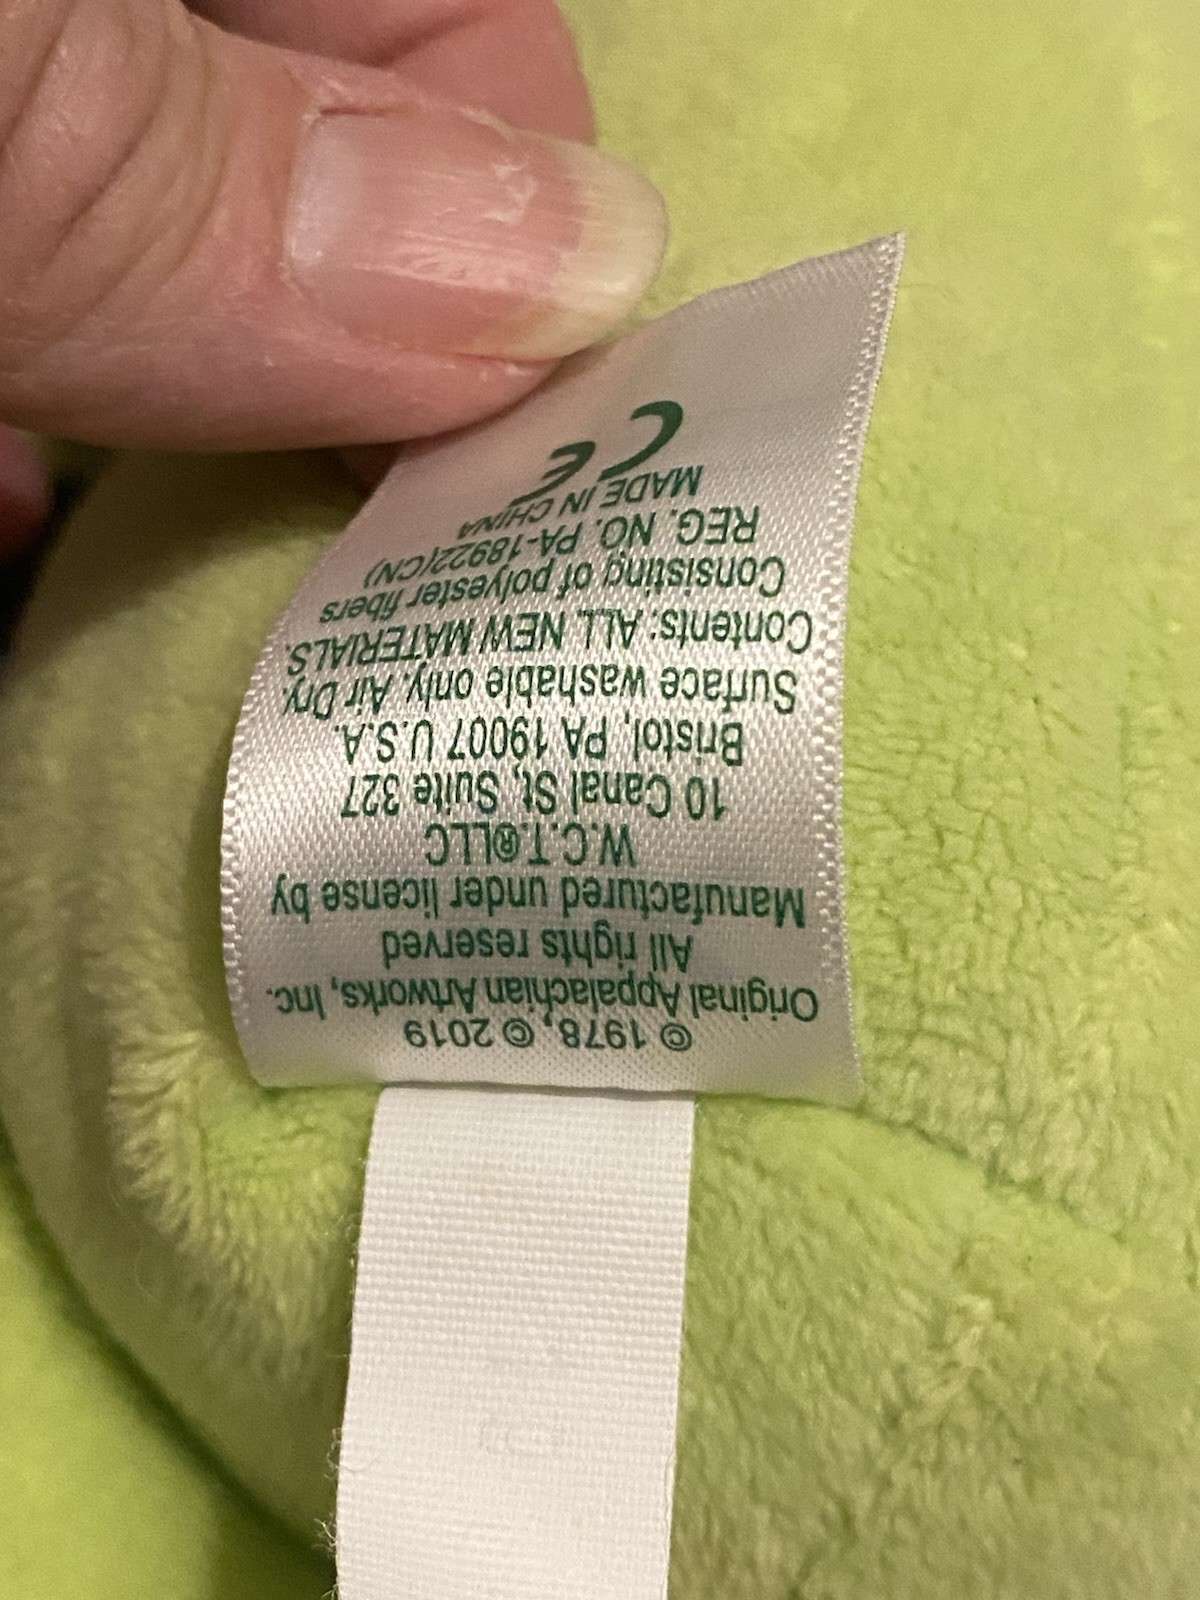 © 1978, © 2019
Original Appalachian Artworks, Inc.
All rights reserved
Manufactured under license by
W.C.T.®LLC
10 Canal St, Suite 327
Bristol, PA 19007 U.S.A.
Surface washable only. Air Dry.
Contents: ALL NEW MATERIALS.
Consisting of polyester fibers
REG. NO. PA-18922(CN)
MADE IN CHINA
CE